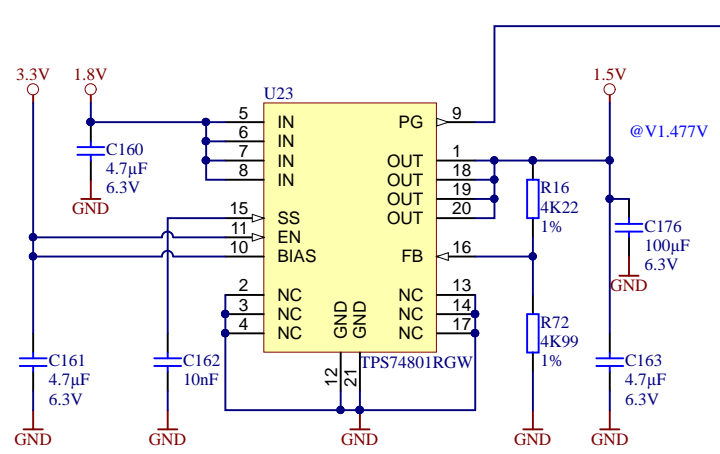 3.3V
1.8V
1.5V
U23
@V1.477V
5
IN
PG
9
6
IN
7
IN
OUT
1
8
IN
OUT
18
OUT
19
15
SS
OUT
20
11
EN
10
BIAS
FB
16
2
NC
NC
13
3
NC
NC
14
4
NC
NC
17
GND
GND
12
21
TPS74801RGW
C160
4.7µF
6.3V
GND
R16
4K22
1%
C176
100µF
6.3V
GND
R72
4K99
1%
C161
4.7µF
6.3V
C162
10nF
C163
4.7µF
6.3V
GND
GND
GND
GND
GND